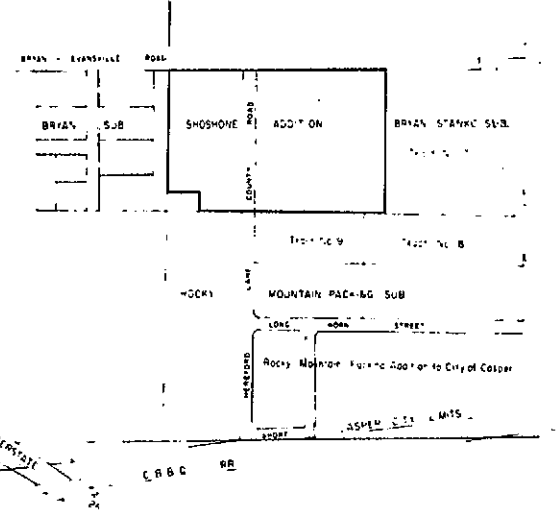 BRYAN - EVANSVILLE ROAD
BRYAN SUB
SHOSHONE ADDITION
BRYAN STANKO SUB.
COUNTY ROAD
Tract No 9
Tract No 8
ROCKY MOUNTAIN PACKING SUB
LANE
LONG HORN STREET
HEREFORD
Rocky Mountain Packing Addition to City of Casper
SHORT
CASPER CITY LIMITS
INTERSTATE
C B & Q RR